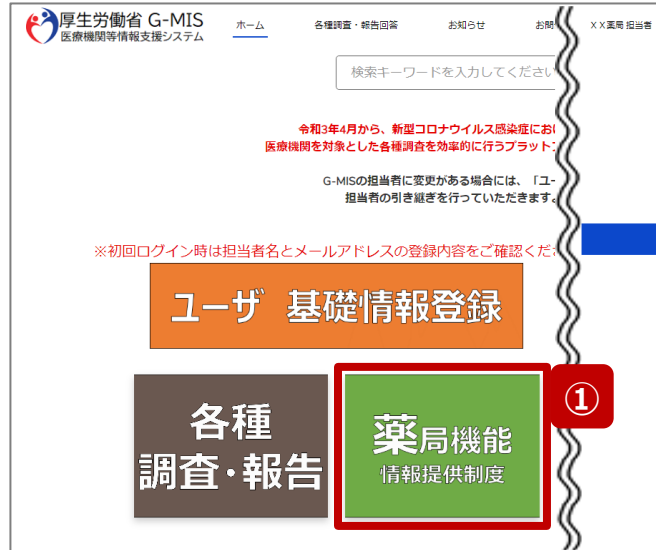 厚生労働省 G-MIS
医療機関等情報支援システム
ホーム 各種調査・報告回答 お知らせ お問 XX薬局 担当者
検索キーワードを入力してください
令和3年4月から、新型コロナウイルス感染症にお
医療機関を対象とした各種調査を効率的に行うプラット
G-MISの担当者に変更がある場合には、「ユー
担当者の引き継ぎを行っていただきます
※初回ログイン時は担当者名とメールアドレスの登録内容をご確認くだ
ユーザ 基礎情報登録
①
各種
調査・報告
薬局機能
情報提供制度